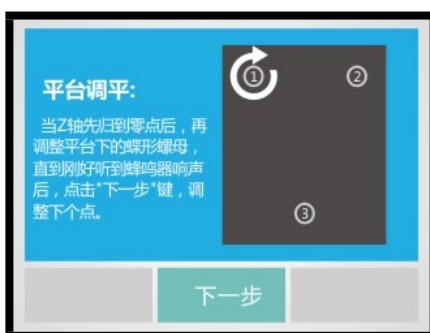 平台调平:
当Z轴先归到零点后，再
调整平台下的蝶形螺母，
直到刚好听到蜂鸣器响声
后，点击"下一步"键，调
整下个点。
①
②
③
下一步